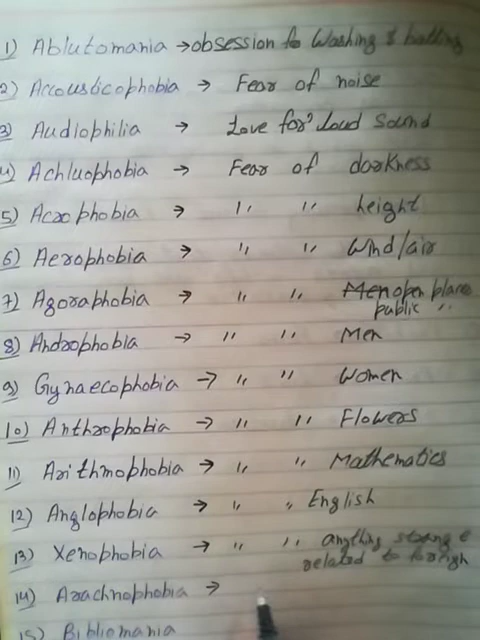 1) Ablutomania → obsession for Washing & bathing
2) Accousticophobia → Fear of noise
3) Audiophilia → Love for loud sound
4) Achluophobia → Fear of darkness
5) Acrophobia → " " height
6) Aerophobia → " " Wind/air
7) Agoraphobia → " " Men open place
public "
8) Androphobia → " " Men
9) Gynaecophobia → " " Women
10) Anthrophobia → " " Flowers
11) Arithmophobia → " " Mathematics
12) Anglophobia → " " English
13) Xenophobia → " " anything strange
related to foreign
14) Arachnophobia →
15) Bibliomania